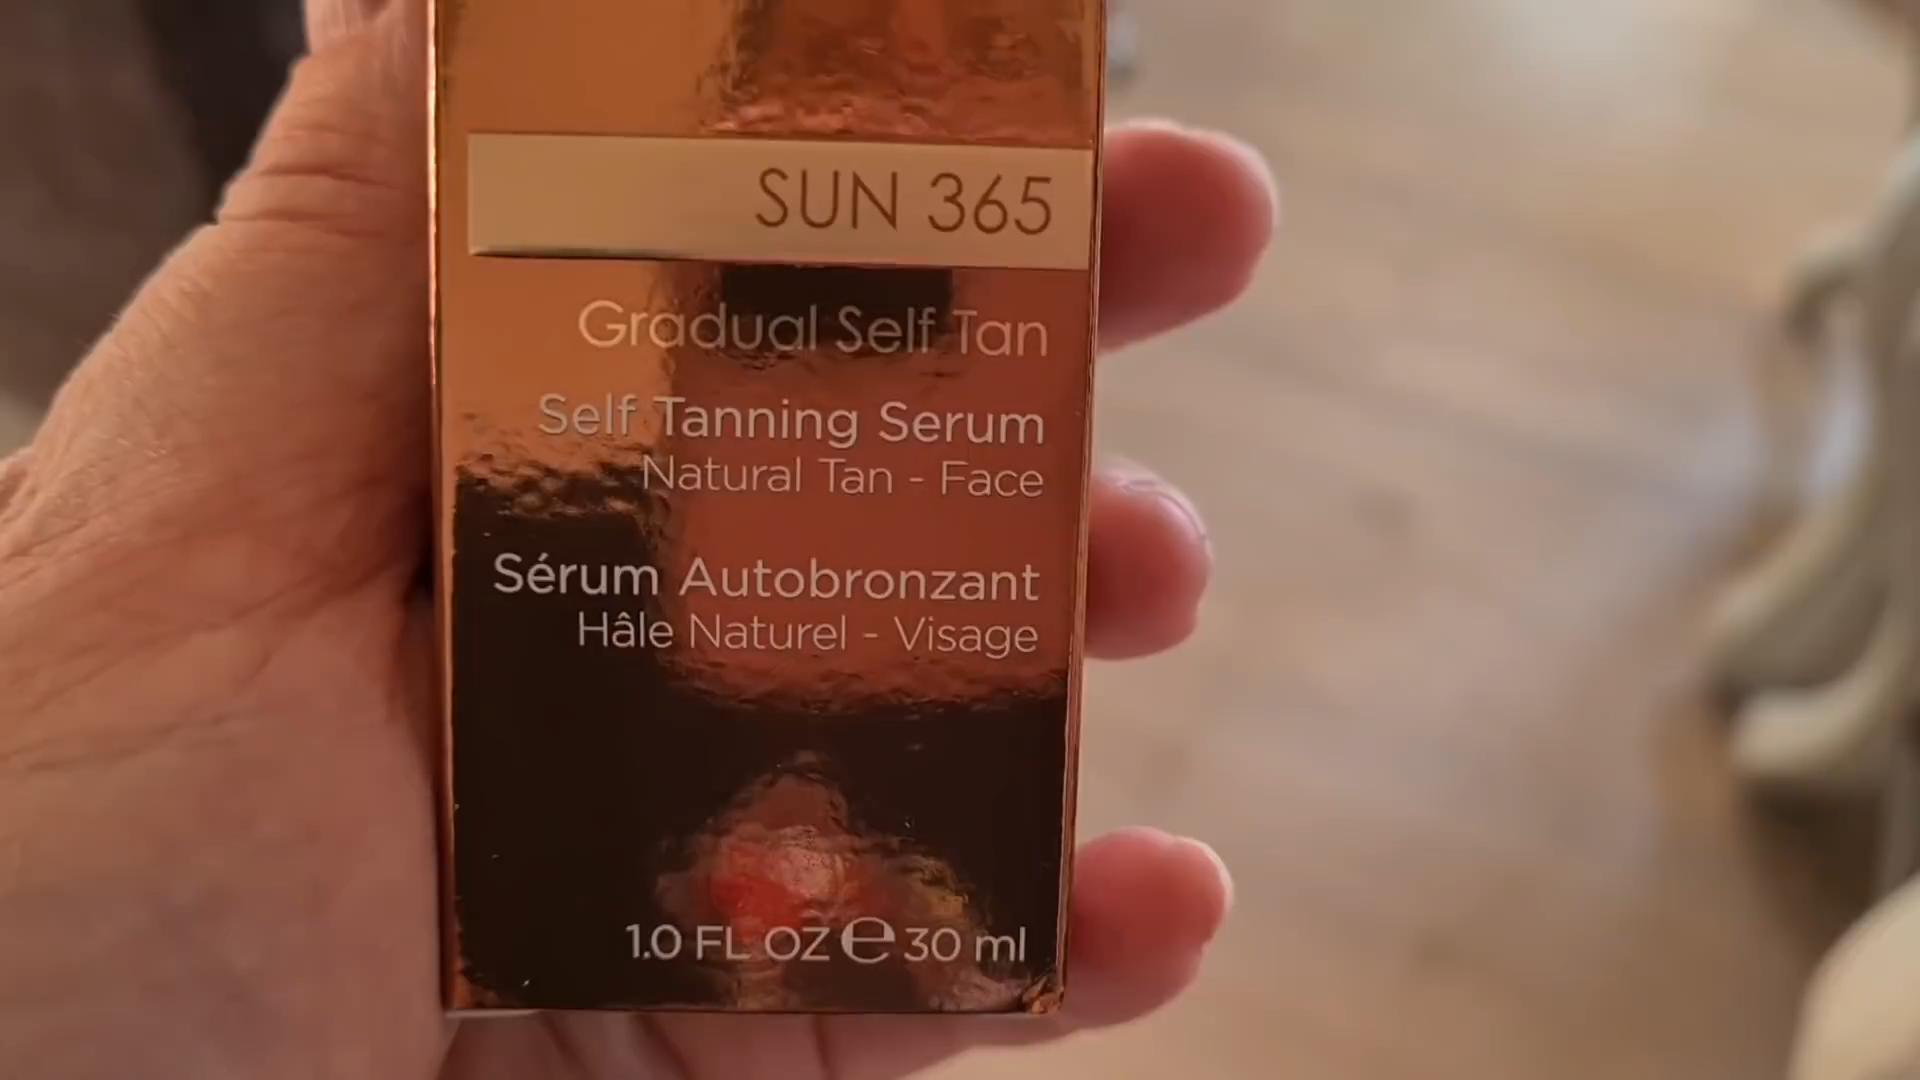 SUN 365
Gradual Self Tan
Self Tanning Serum
Natural Tan - Face
Sérum Autobronzant
Hâle Naturel - Visage
1.0 FL OZ ℮ 30 ml